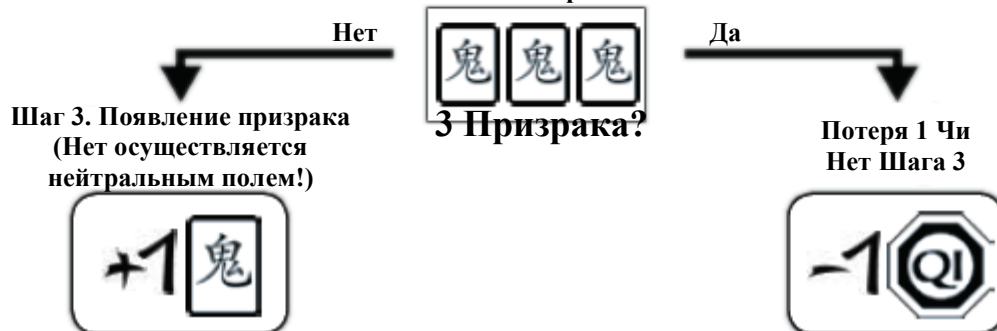 Нет
Да
鬼 鬼 鬼
3 Призрака?
Шаг 3. Появление призрака
(Нет осуществляется
нейтральным полем!)
Потеря 1 Чи
Нет Шага 3
+1 鬼
-1 QI